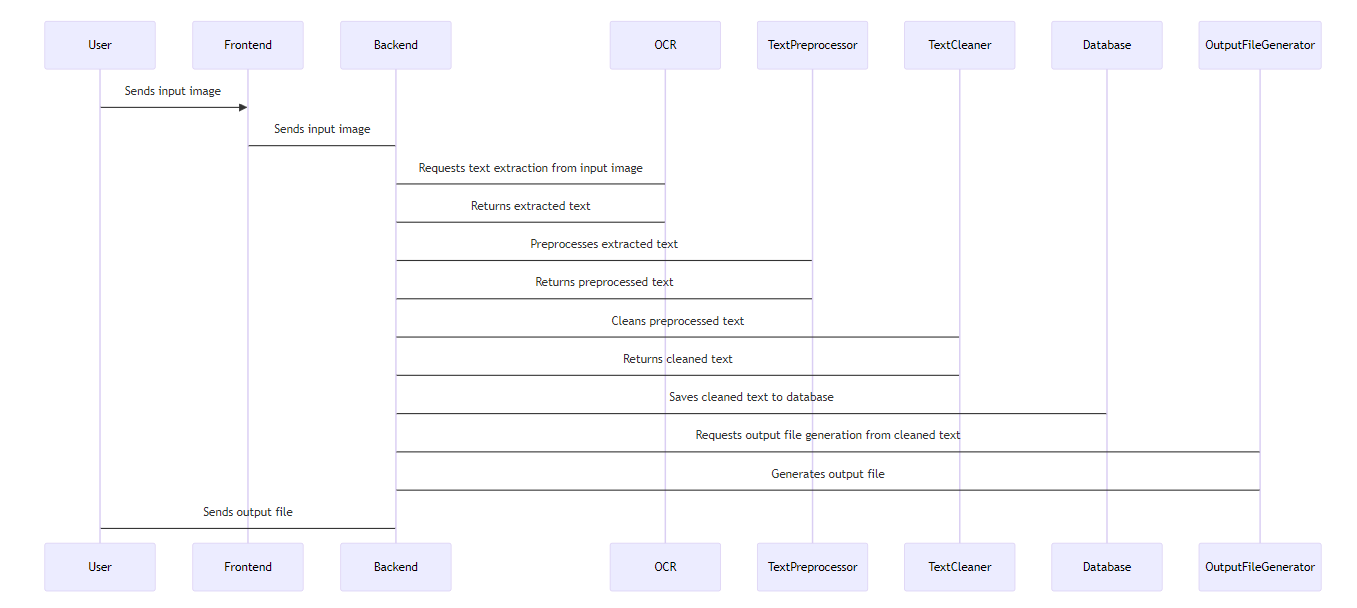 User Frontend Backend OCR TextPreprocessor TextCleaner Database OutputFileGenerator
Sends input image
Sends input image
Requests text extraction from input image
Returns extracted text
Preprocesses extracted text
Returns preprocessed text
Cleans preprocessed text
Returns cleaned text
Saves cleaned text to database
Requests output file generation from cleaned text
Generates output file
Sends output file
User Frontend Backend OCR TextPreprocessor TextCleaner Database OutputFileGenerator